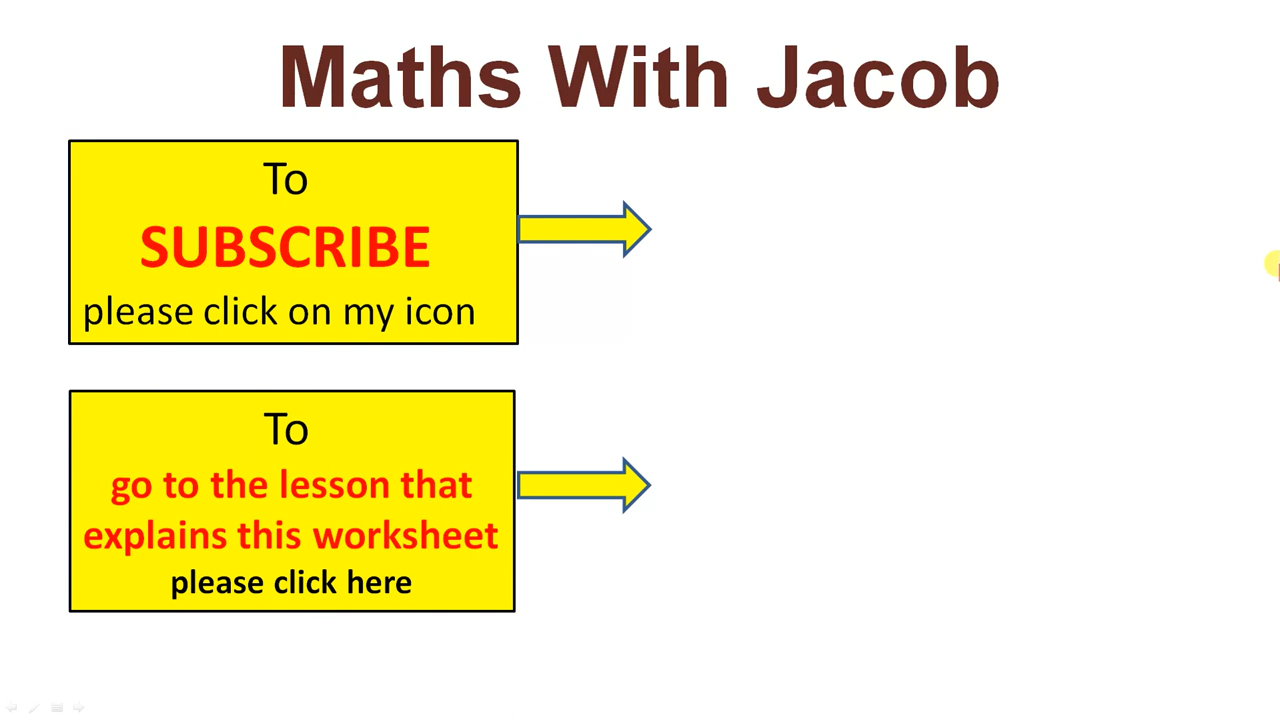 Maths With Jacob
To
SUBSCRIBE
please click on my icon
To
go to the lesson that
explains this worksheet
please click here